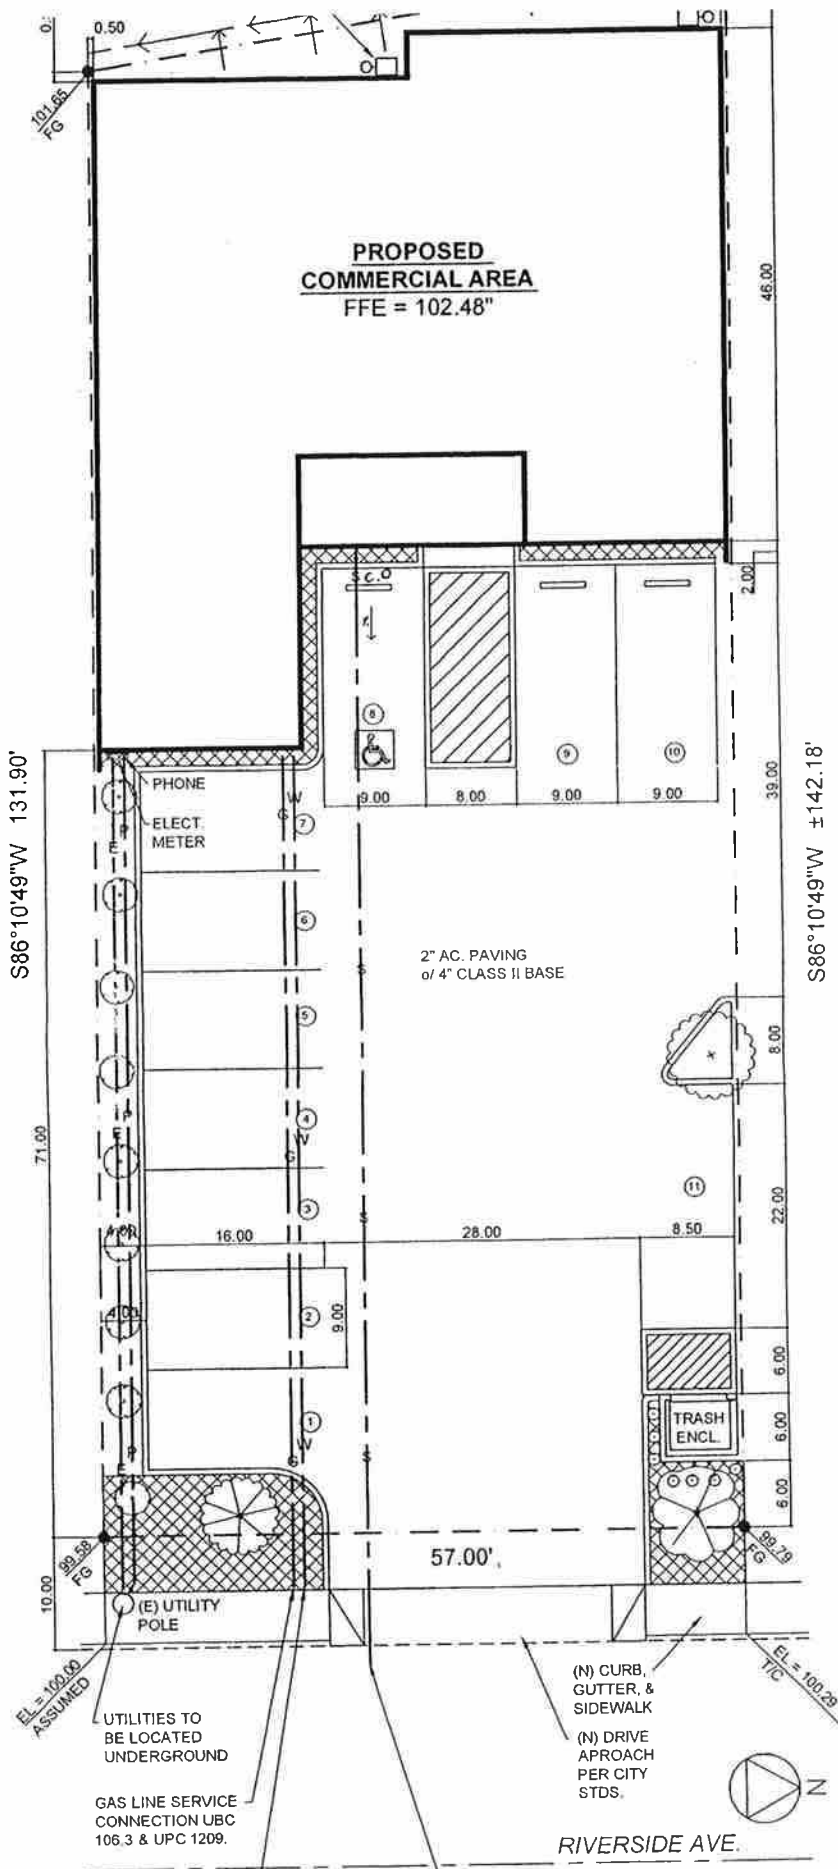 0.50
101.65
FG
PROPOSED
COMMERCIAL AREA
FFE = 102.48"
46.00
2.00
S C.O
8
9
10
9.00
8.00
9.00
9.00
39.00
S86°10'49"W 131.90'
S86°10'49"W ±142.18'
PHONE
ELECT.
METER
P
E
W
G
7
6
5
4
3
2
1
2" AC. PAVING
o/ 4" CLASS II BASE
S
8.00
x
71.00
P
E
W
G
11
22.00
S
4.00
16.00
28.00
8.50
4.00
9.00
6.00
TRASH
ENCL.
6.00
6.00
W
G
S
P
E
99.58
FG
57.00'
99.79
FG
10.00
(E) UTILITY
POLE
EL = 100.00
ASSUMED
UTILITIES TO
BE LOCATED
UNDERGROUND
GAS LINE SERVICE
CONNECTION UBC
106.3 & UPC 1209.
(N) CURB,
GUTTER, &
SIDEWALK
(N) DRIVE
APROACH
PER CITY
STDS.
EL = 100.29
T/C
N
RIVERSIDE AVE.